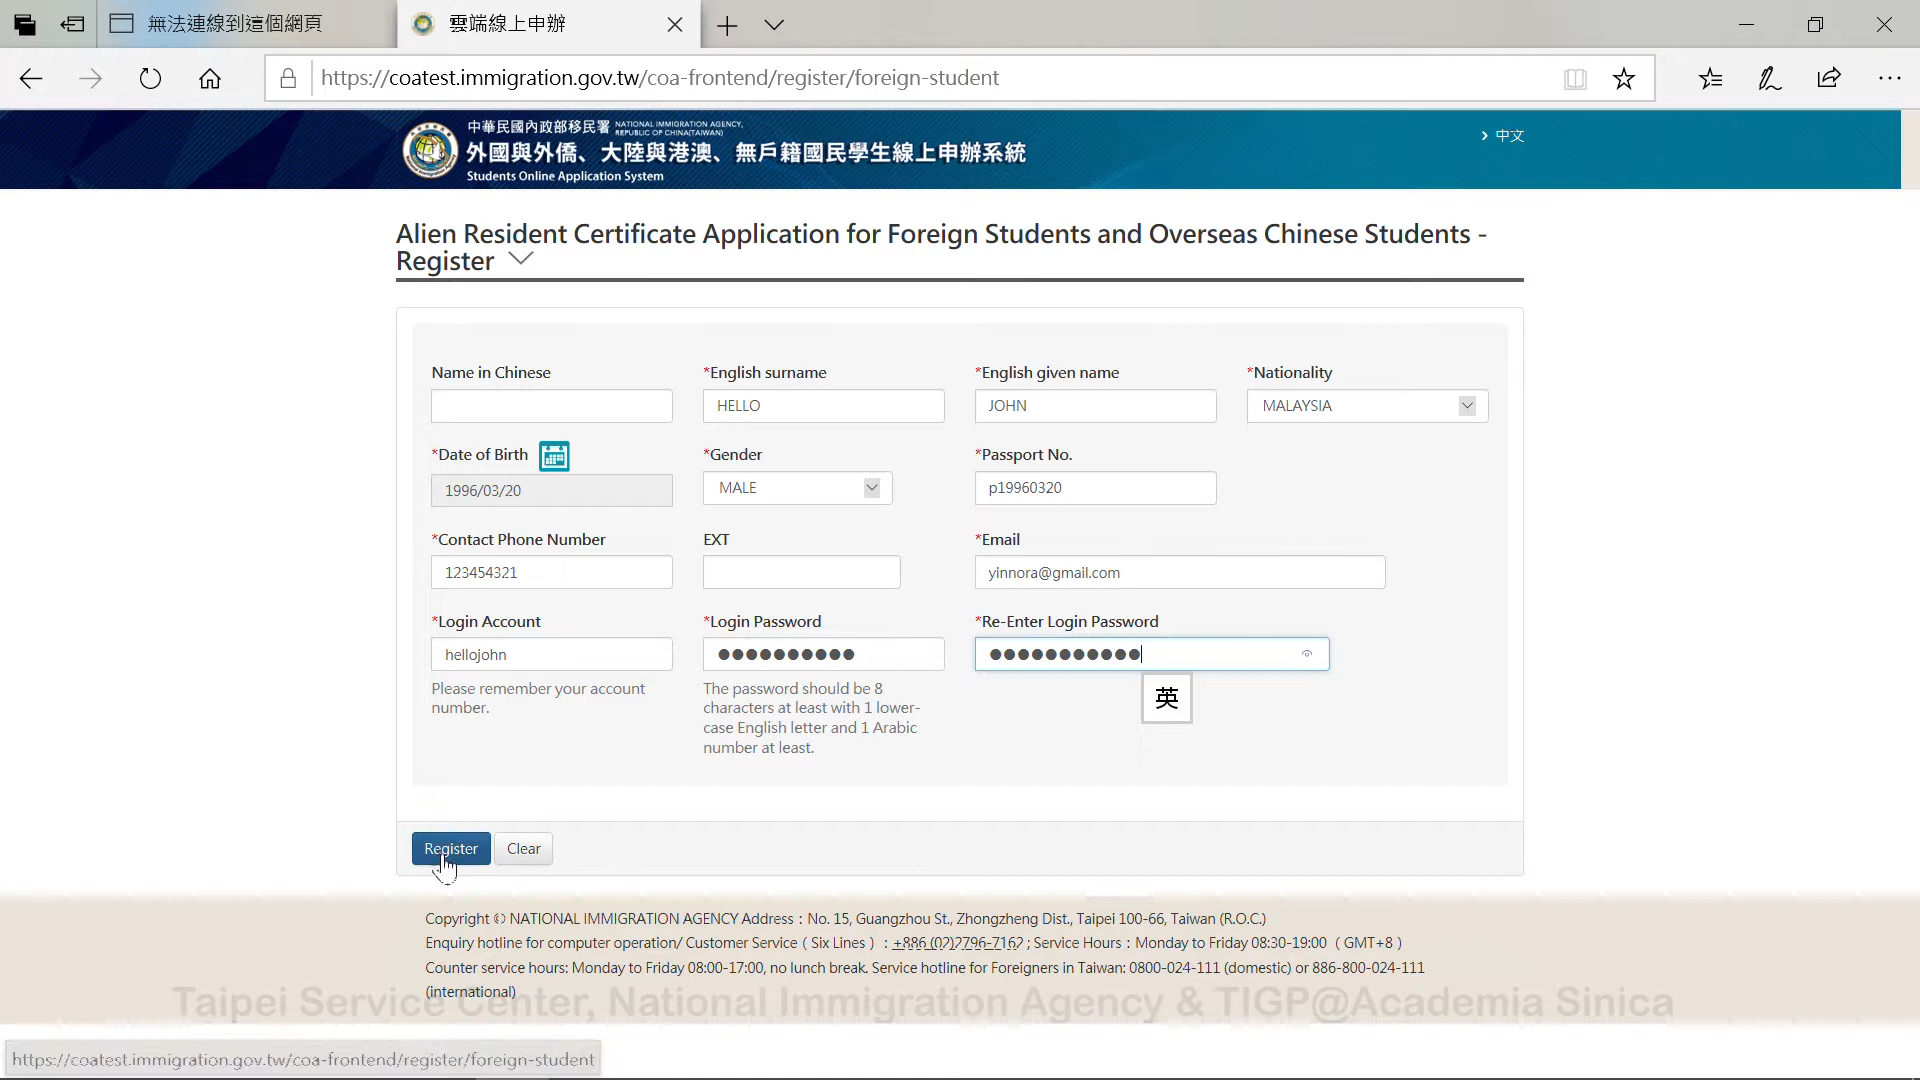 無法連線到這個網頁
雲端線上申辦
https://coatest.immigration.gov.tw/coa-frontend/register/foreign-student
中華民國內政部移民署 NATIONAL IMMIGRATION AGENCY, REPUBLIC OF CHINA(TAIWAN)
外國與外僑、大陸與港澳、無戶籍國民學生線上申辦系統
Students Online Application System
中文
Alien Resident Certificate Application for Foreign Students and Overseas Chinese Students -
Register
Name in Chinese
*English surname
*English given name
*Nationality
HELLO
JOHN
MALAYSIA
*Date of Birth
*Gender
*Passport No.
1996/03/20
MALE
p19960320
*Contact Phone Number
EXT
*Email
123454321
yinnora@gmail.com
*Login Account
*Login Password
*Re-Enter Login Password
hellojohn
●●●●●●●●●●
●●●●●●●●●●●
Please remember your account
number.
The password should be 8
characters at least with 1 lower-
case English letter and 1 Arabic
number at least.
英
Register
Clear
Copyright © NATIONAL IMMIGRATION AGENCY Address：No. 15, Guangzhou St., Zhongzheng Dist., Taipei 100-66, Taiwan (R.O.C.)
Enquiry hotline for computer operation/ Customer Service（Six Lines）：+886 (02)2796-7162 ; Service Hours：Monday to Friday 08:30-19:00（GMT+8）
Counter service hours: Monday to Friday 08:00-17:00, no lunch break. Service hotline for Foreigners in Taiwan: 0800-024-111 (domestic) or 886-800-024-111
(international)
Taipei Service Center, National Immigration Agency & TIGP@Academia Sinica
https://coatest.immigration.gov.tw/coa-frontend/register/foreign-student